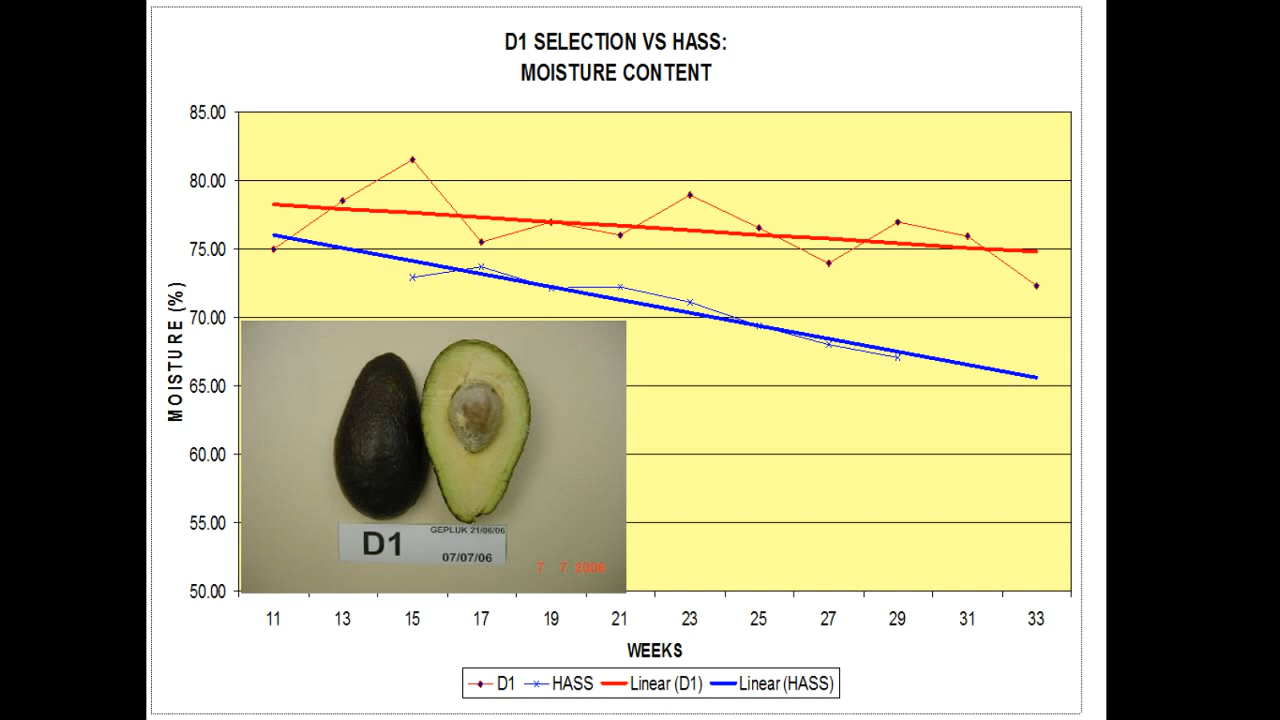 D1 SELECTION VS HASS:
MOISTURE CONTENT
85.00
80.00
75.00
70.00
65.00
60.00
55.00
50.00
MOISTURE (%)
D1
GEPLUK 21/06/06
07/07/06
7 7 2006
11 13 15 17 19 21 23 25 27 29 31 33
WEEKS
D1 HASS Linear (D1) Linear (HASS)